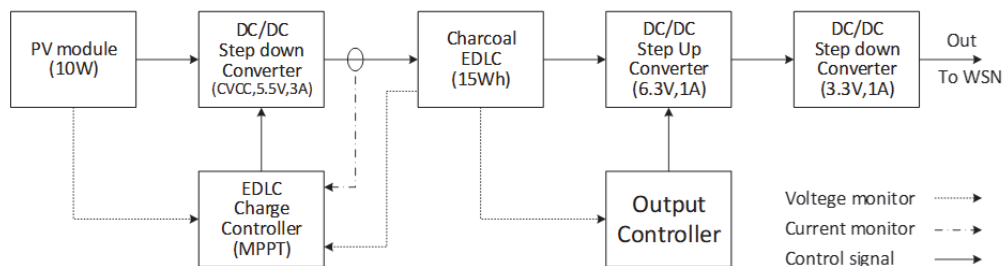 PV module
(10W)
DC/DC
Step down
Converter
(CVCC,5.5V,3A)
Charcoal
EDLC
(15Wh)
DC/DC
Step Up
Converter
(6.3V,1A)
DC/DC
Step down
Converter
(3.3V,1A)
Out
To WSN
EDLC
Charge
Controller
(MPPT)
Output
Controller
Voltege monitor
Current monitor
Control signal